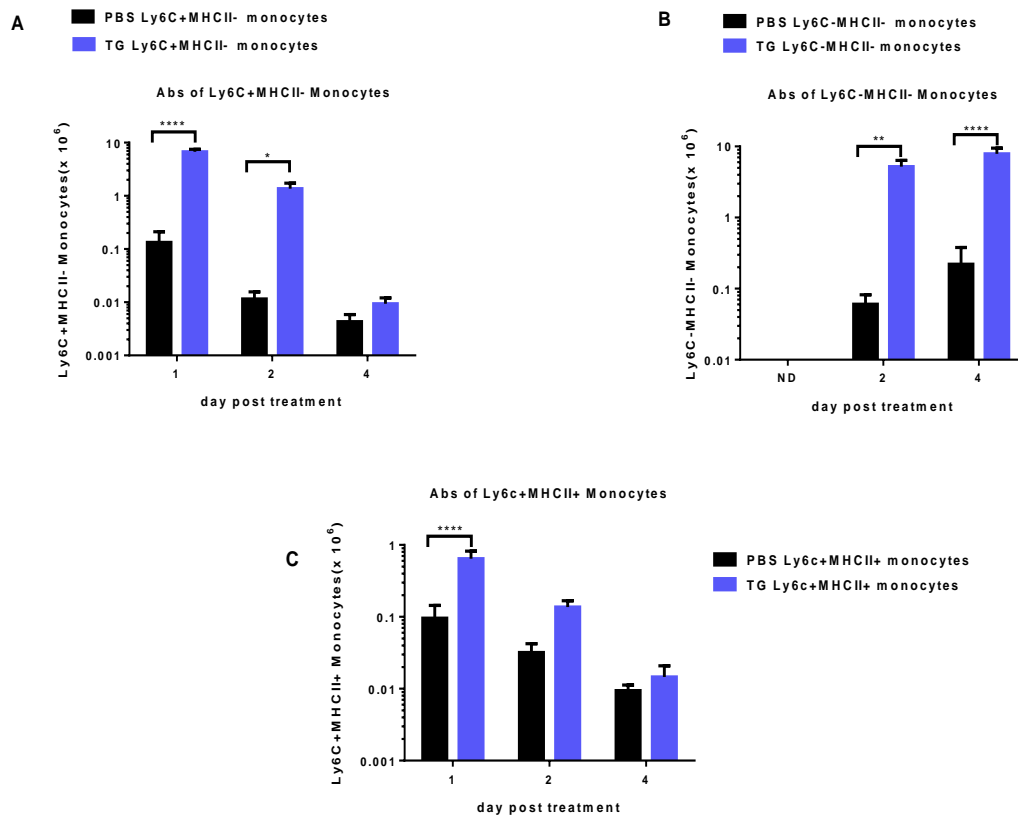 A
PBS Ly6C+MHCII- monocytes
TG Ly6C+MHCII- monocytes
Abs of Ly6C+MHCII- Monocytes
Ly6C+MHCII- Monocytes(x 10^6)
10
1
0.1
0.01
0.001
****
*
1 2 4
day post treatment
B
PBS Ly6C-MHCII- monocytes
TG Ly6C-MHCII- monocytes
Abs of Ly6C-MHCII- Monocytes
Ly6C-MHCII- Monocytes(x 10^6)
10
1
0.1
0.01
**
****
ND 2 4
day post treatment
C
Abs of Ly6c+MHCII+ Monocytes
Ly6C+MHCII+ Monocytes(x 10^6)
1
0.1
0.01
0.001
****
1 2 4
day post treatment
PBS Ly6c+MHCII+ monocytes
TG Ly6c+MHCII+ monocytes